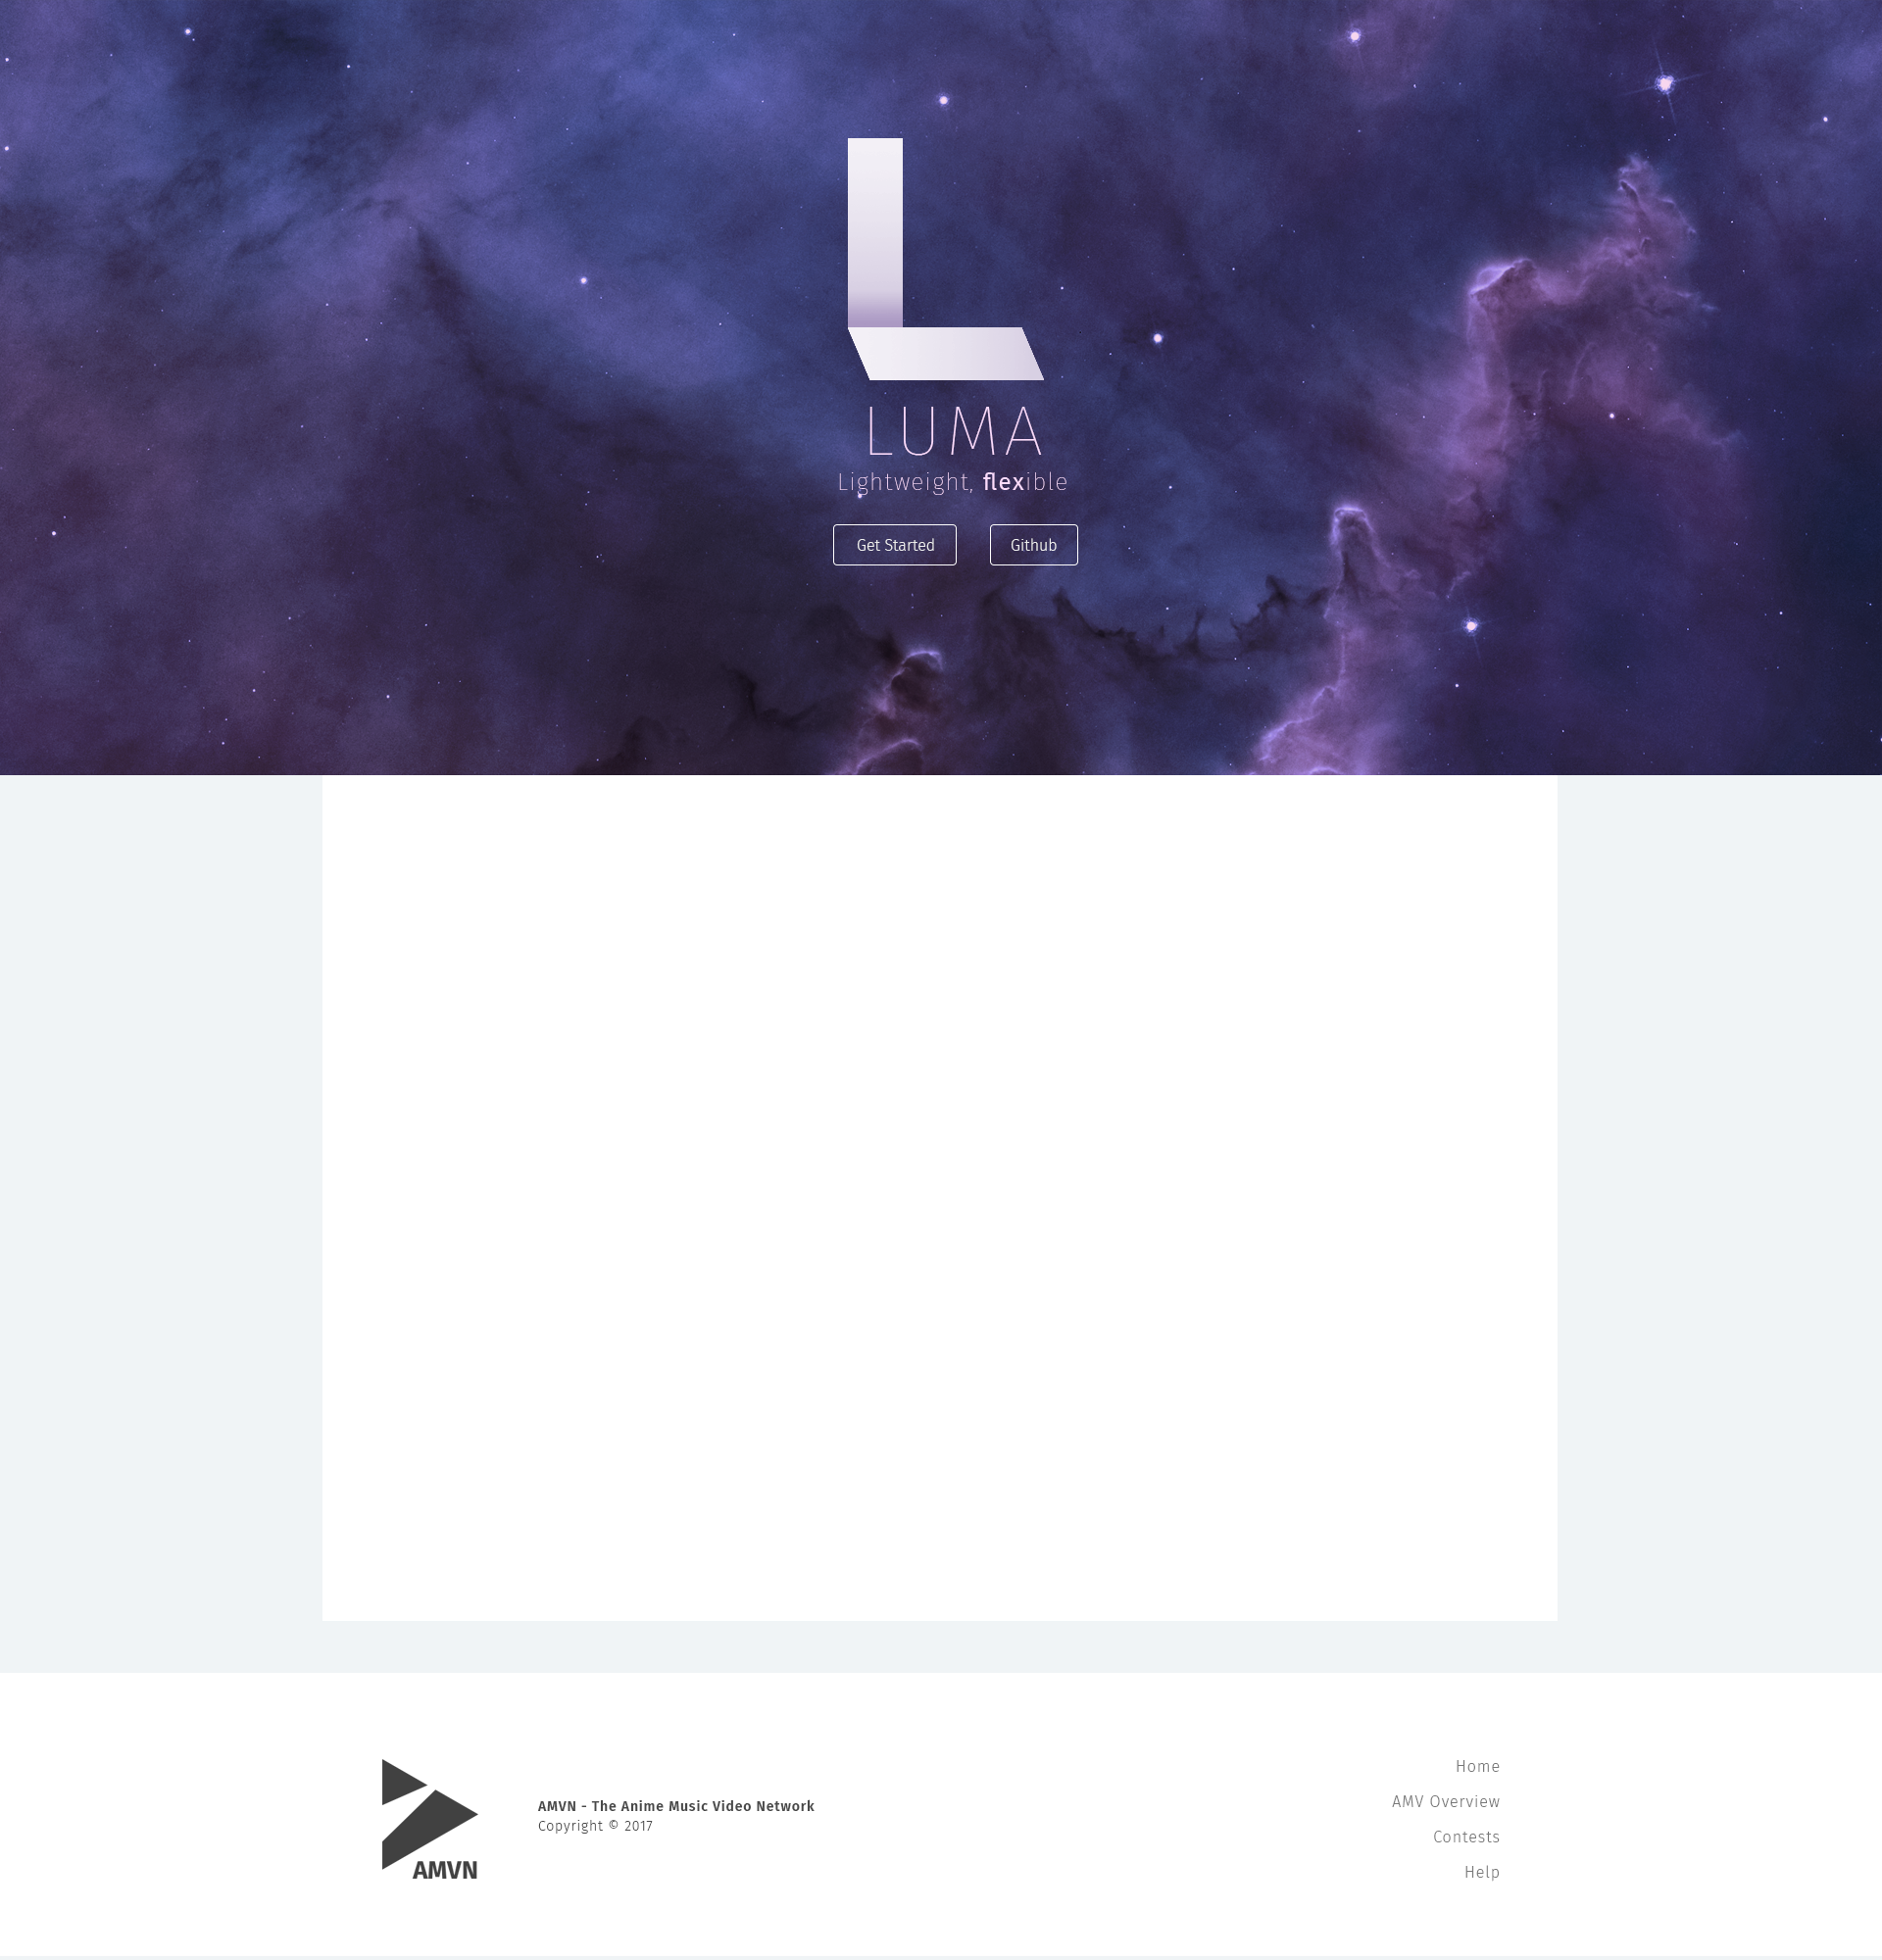 LUMA
Lightweight, flexible
Get Started
Github
AMVN
AMVN - The Anime Music Video Network
Copyright © 2017
Home
AMV Overview
Contests
Help